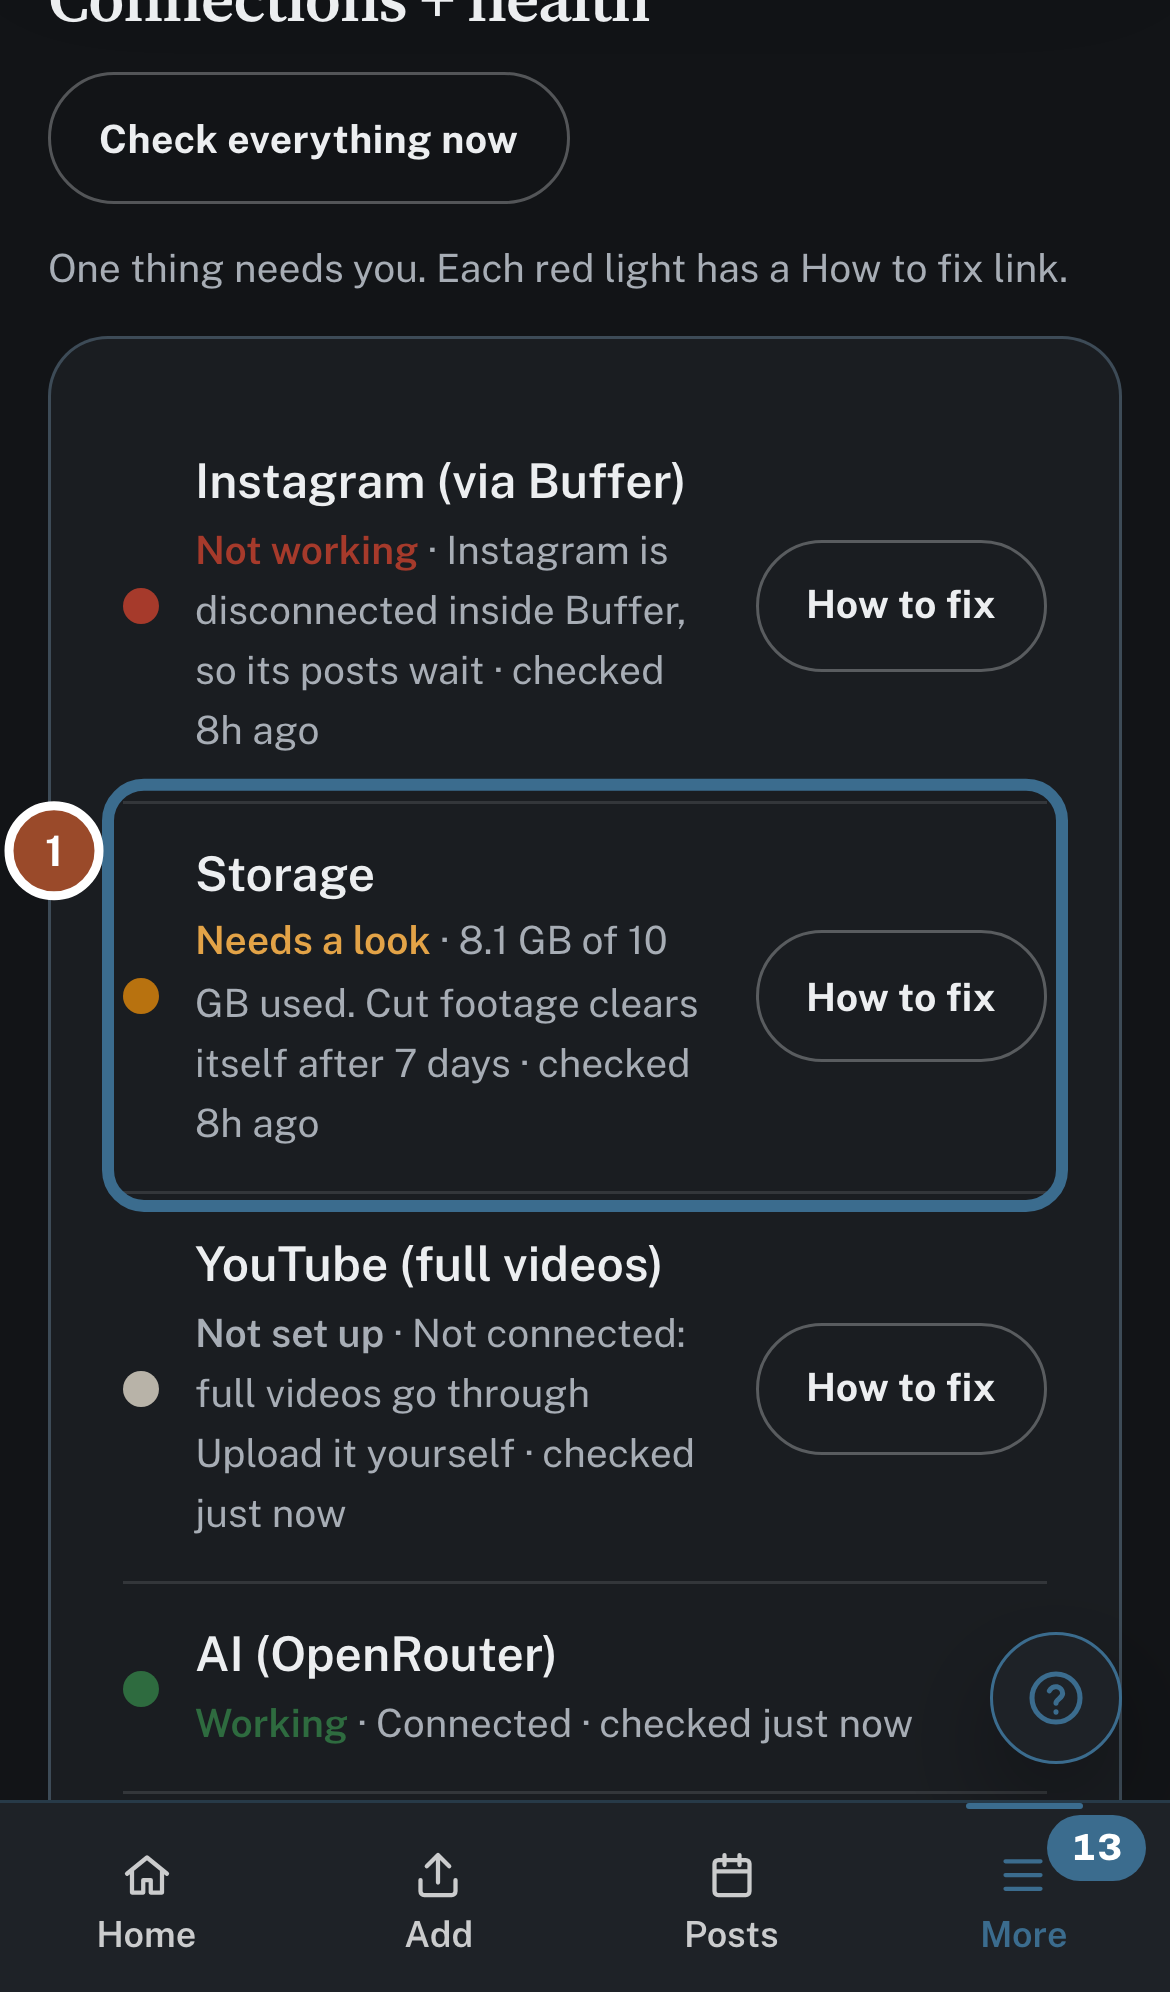 Connections + health
Check everything now
One thing needs you. Each red light has a How to fix link.
Instagram (via Buffer)
Not working · Instagram is
disconnected inside Buffer,
so its posts wait · checked
8h ago
How to fix
1
Storage
Needs a look · 8.1 GB of 10
GB used. Cut footage clears
itself after 7 days · checked
8h ago
How to fix
YouTube (full videos)
Not set up · Not connected:
full videos go through
Upload it yourself · checked
just now
How to fix
AI (OpenRouter)
Working · Connected · checked just now
?
13
Home
Add
Posts
More